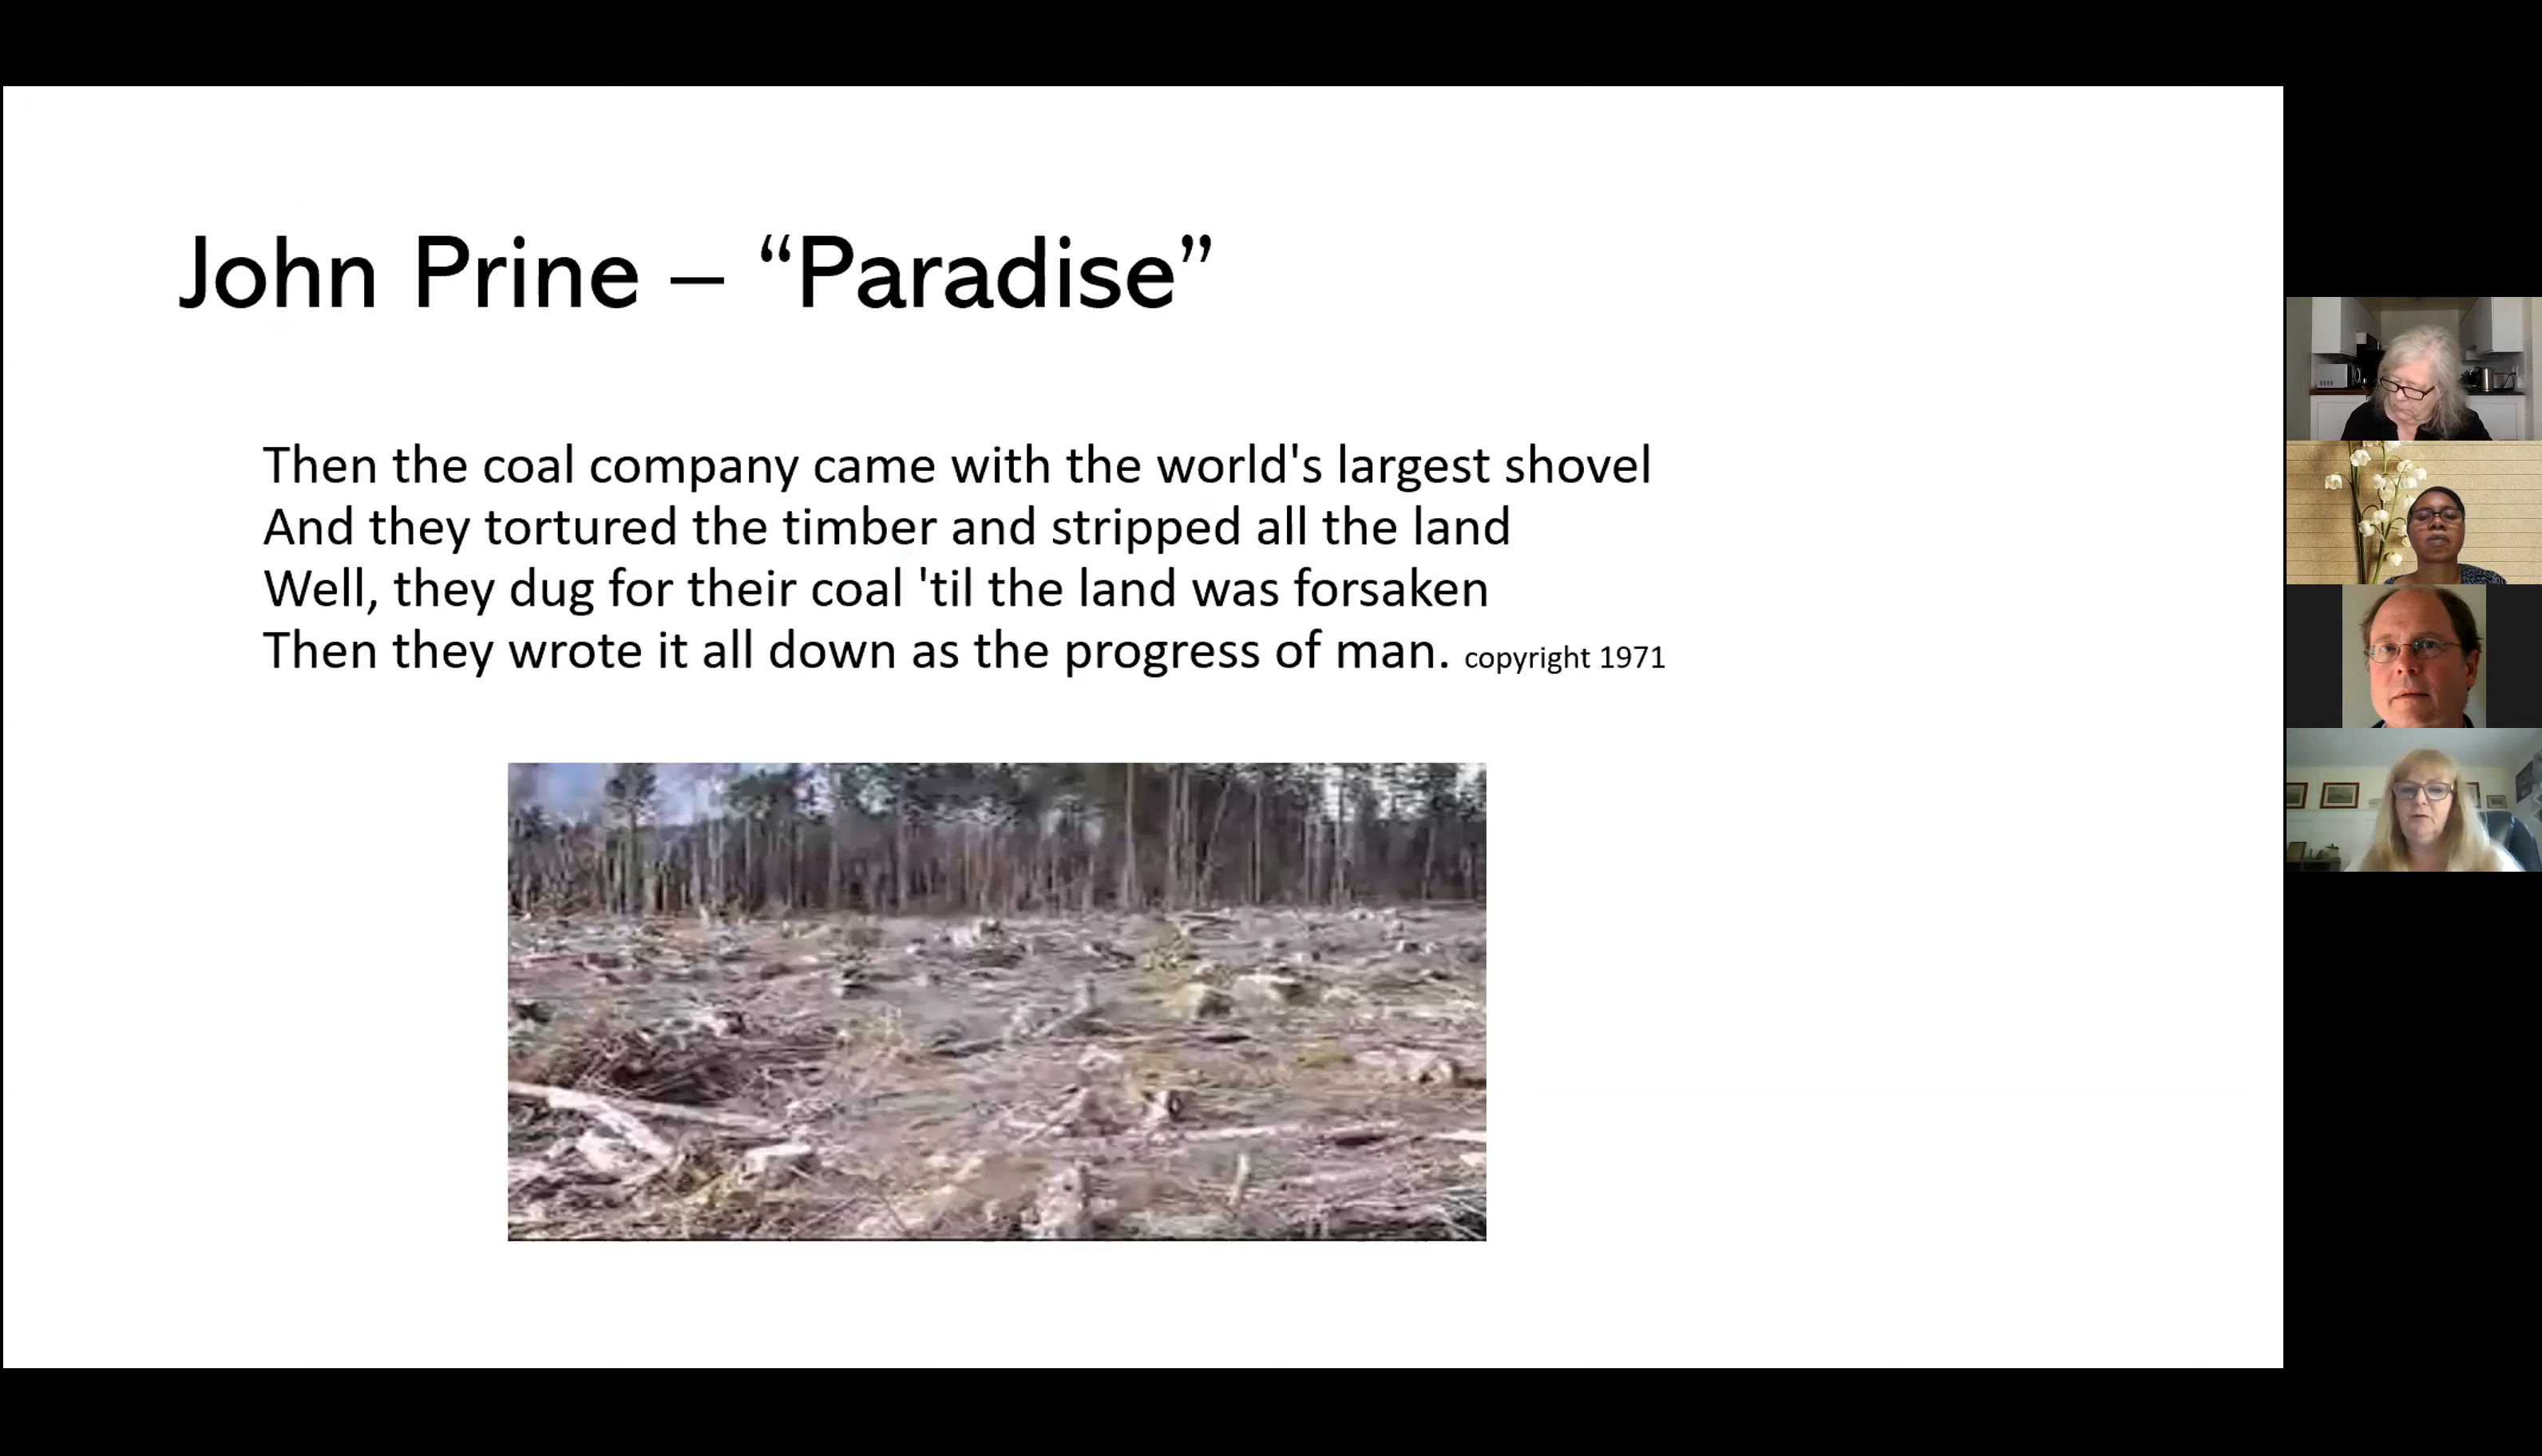 John Prine – “Paradise”
Then the coal company came with the world's largest shovel
And they tortured the timber and stripped all the land
Well, they dug for their coal 'til the land was forsaken
Then they wrote it all down as the progress of man. copyright 1971